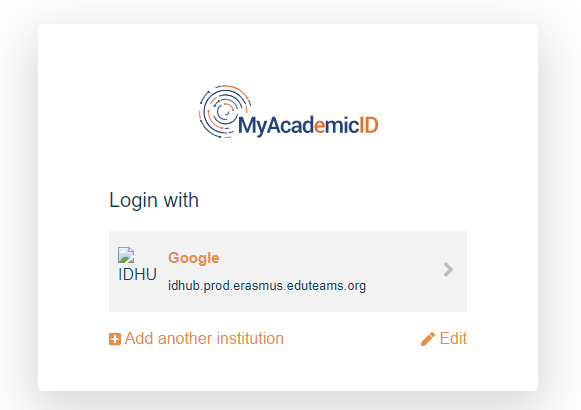 MyAcademicID
Login with
Google
IDHU
idhub.prod.erasmus.eduteams.org
Add another institution
Edit